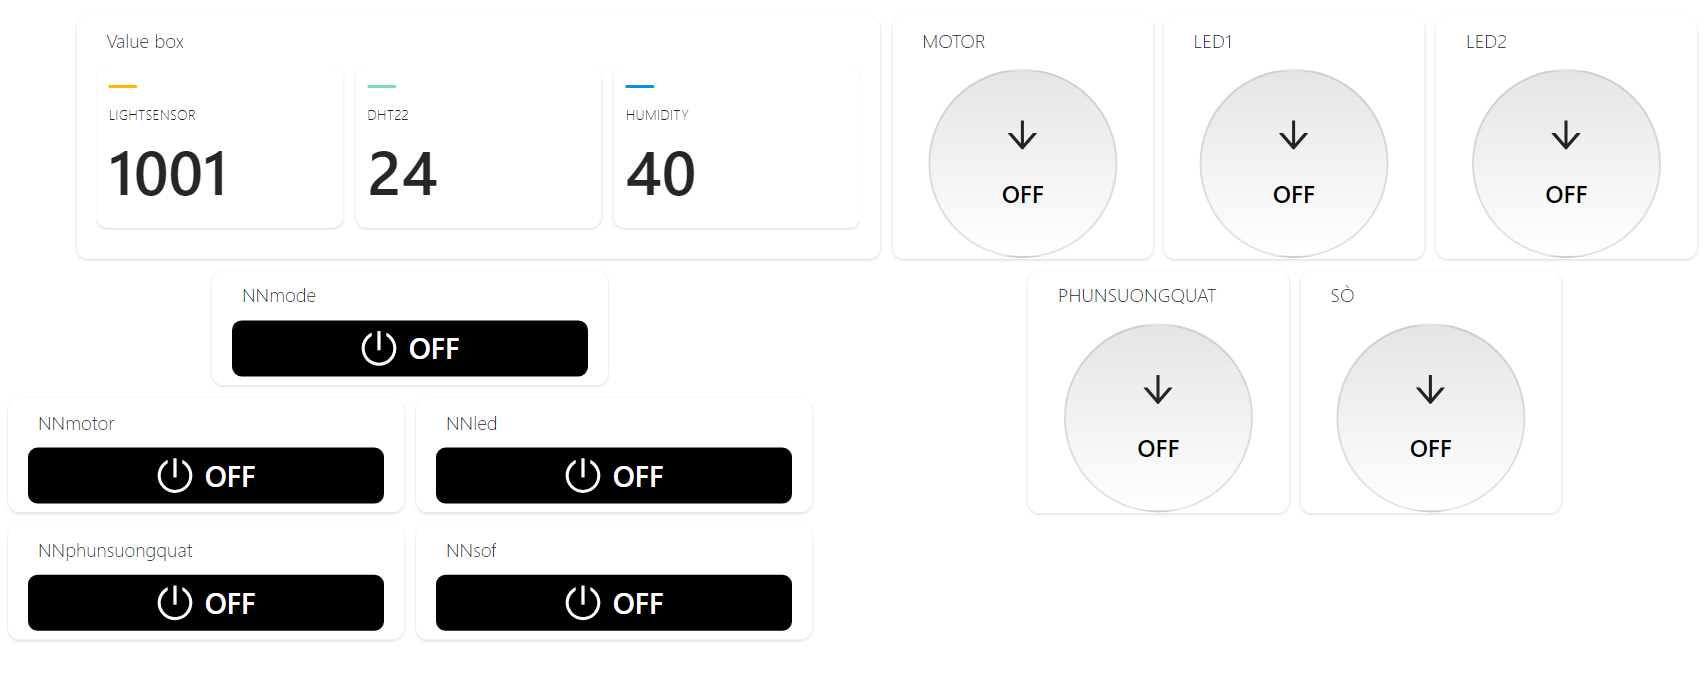 Value box
LIGHTSENSOR
1001
DHT22
24
HUMIDITY
40
MOTOR
OFF
LED1
OFF
LED2
OFF
NNmode
OFF
PHUNSUONGQUAT
OFF
SÒ
OFF
NNmotor
OFF
NNled
OFF
NNphunsuongquat
OFF
NNsof
OFF